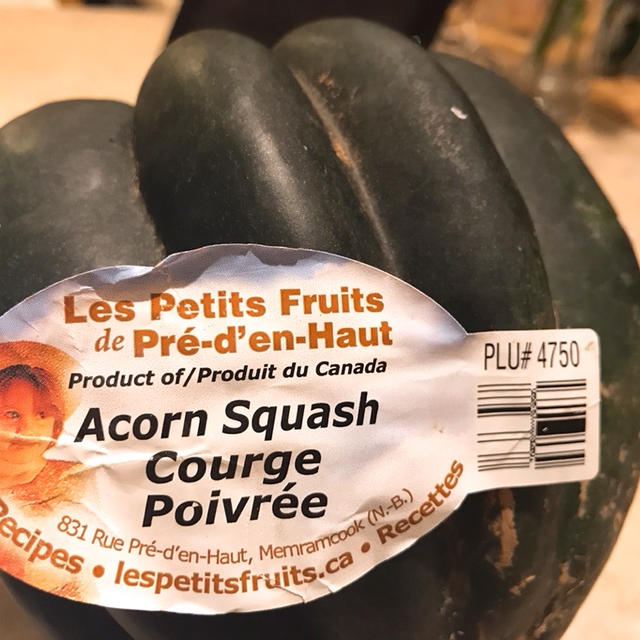 Les Petits Fruits
de Pré-d'en-Haut
Product of/Produit du Canada
Acorn Squash
Courge
Poivrée
831 Rue Pré-d'en-Haut, Memramcook (N.-B.)
Recipes • lespetitsfruits.ca • Recettes
PLU# 4750